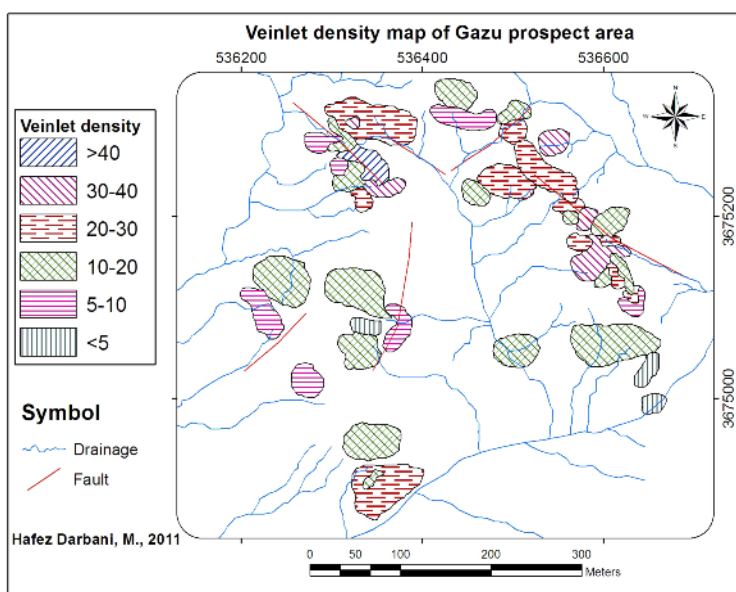 Veinlet density map of Gazu prospect area
536200 536400 536600
N
W E
S
Veinlet density
>40
30-40
20-30
10-20
5-10
<5
3675200
3675000
Symbol
Drainage
Fault
Hafez Darbani, M., 2011
0 50 100 200 300
Meters